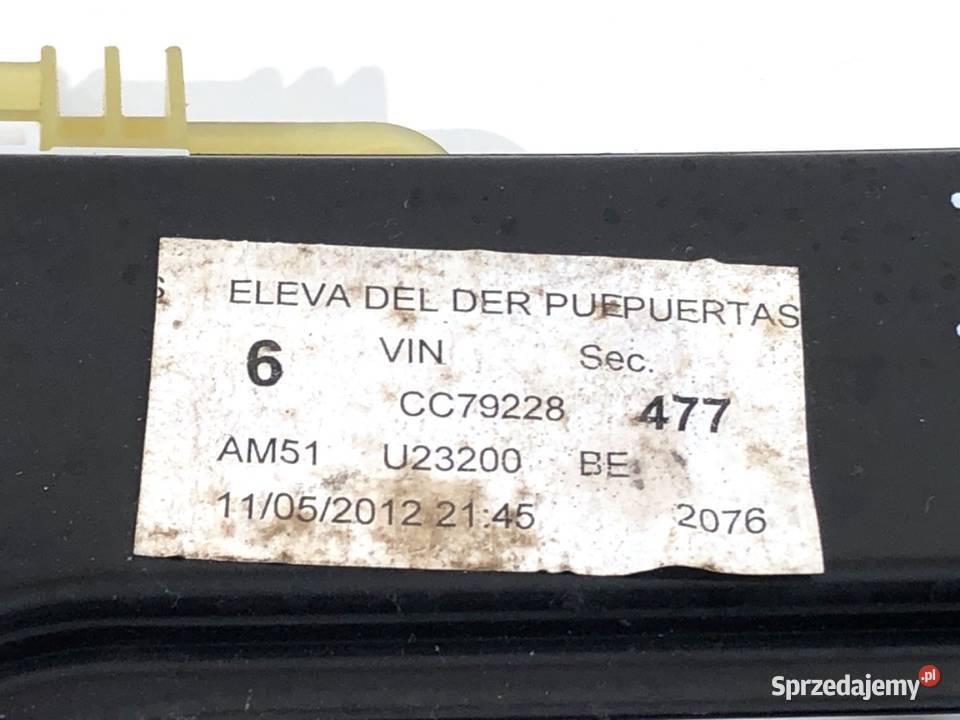 S ELEVA DEL DER PUEPUERTAS
6 VIN Sec.
CC79228 477
AM51 U23200 BE
11/05/2012 21:45 2076
Sprzedajemy.pl